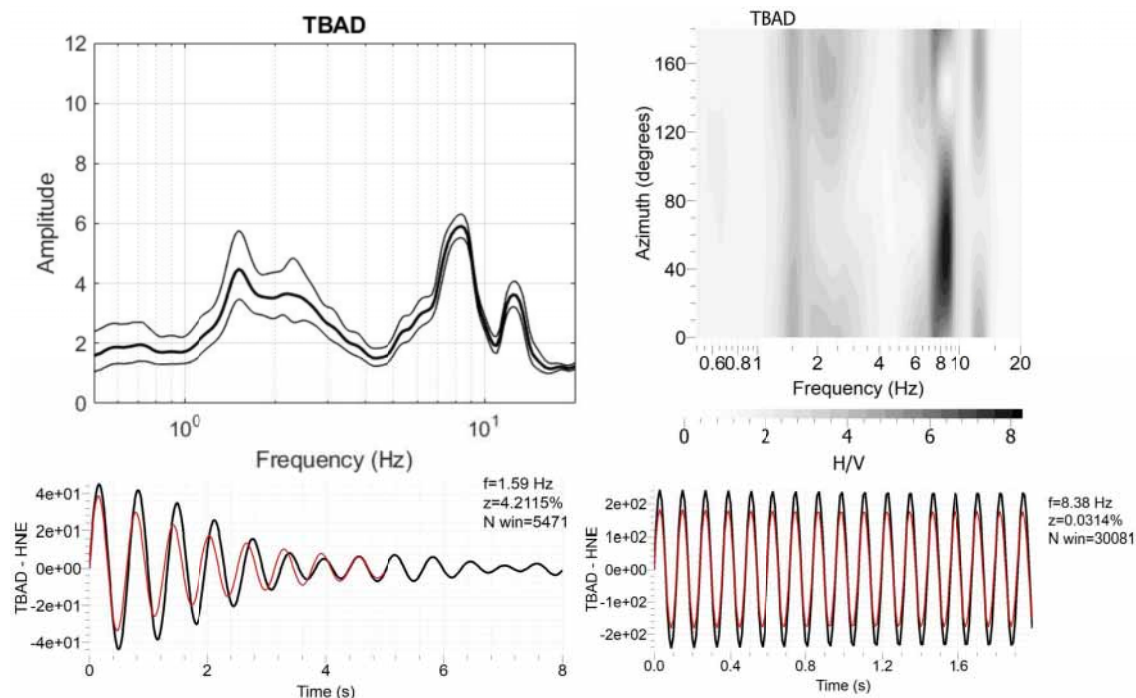 TBAD
12
10
8
6
4
2
0
Amplitude
10⁰
10¹
Frequency (Hz)
TBAD
160
120
80
40
0
Azimuth (degrees)
0.6 0.8 1 2 4 6 8 10 20
Frequency (Hz)
0 2 4 6 8
H/V
4e+01
2e+01
0e+00
-2e+01
-4e+01
TBAD - HNE
f=1.59 Hz
z=4.2115%
N win=5471
0 2 4 6 8
Time (s)
2e+02
1e+02
0e+00
-1e+02
-2e+02
TBAD - HNE
f=8.38 Hz
z=0.0314%
N win=30081
0.0 0.4 0.8 1.2 1.6
Time (s)